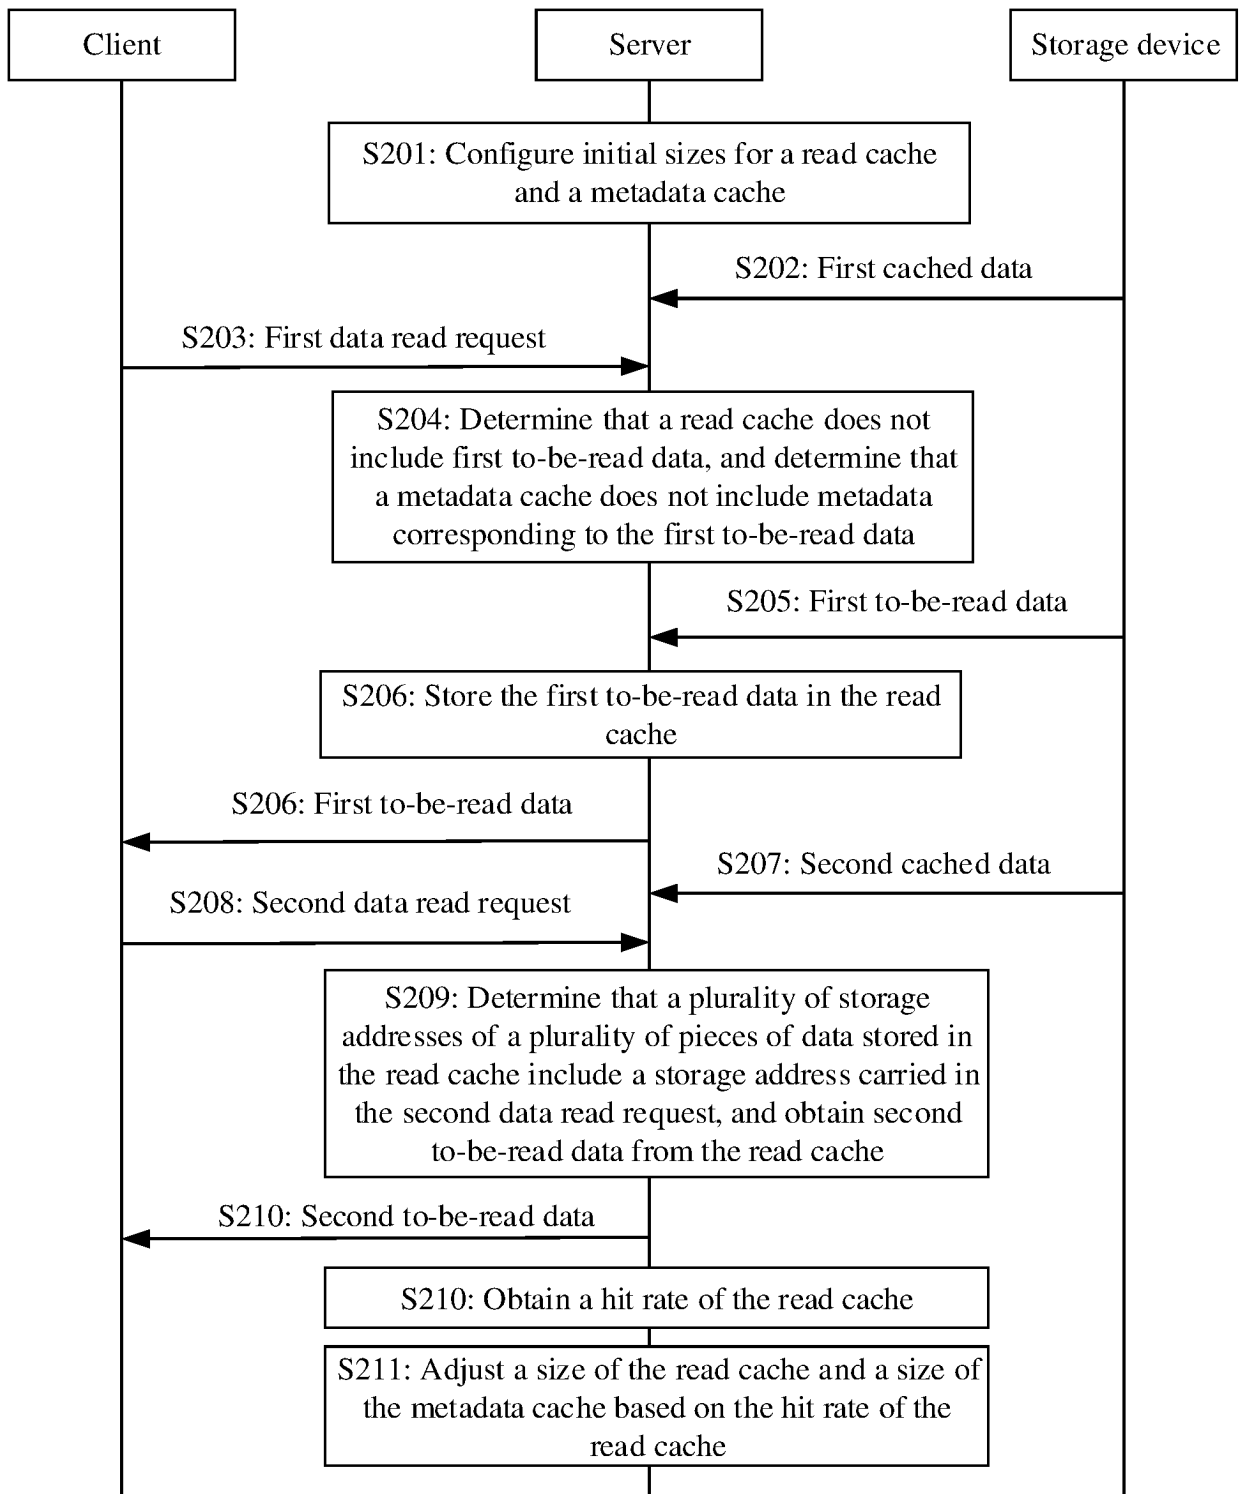 Client
Server
Storage device
S201: Configure initial sizes for a read cache
and a metadata cache
S202: First cached data
S203: First data read request
S204: Determine that a read cache does not
include first to-be-read data, and determine that
a metadata cache does not include metadata
corresponding to the first to-be-read data
S205: First to-be-read data
S206: Store the first to-be-read data in the read
cache
S206: First to-be-read data
S207: Second cached data
S208: Second data read request
S209: Determine that a plurality of storage
addresses of a plurality of pieces of data stored in
the read cache include a storage address carried in
the second data read request, and obtain second
to-be-read data from the read cache
S210: Second to-be-read data
S210: Obtain a hit rate of the read cache
S211: Adjust a size of the read cache and a size of
the metadata cache based on the hit rate of the
read cache